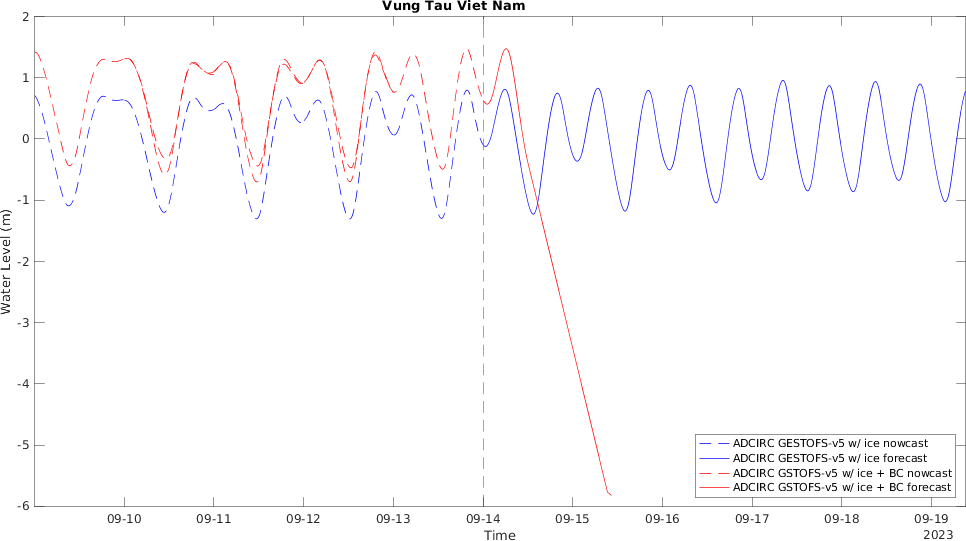 Vung Tau Viet Nam
2
1
0
-1
-2
-3
-4
-5
-6
Water Level (m)
ADCIRC GESTOFS-v5 w/ ice nowcast
ADCIRC GESTOFS-v5 w/ ice forecast
ADCIRC GSTOFS-v5 w/ ice + BC nowcast
ADCIRC GSTOFS-v5 w/ ice + BC forecast
09-10 09-11 09-12 09-13 09-14 09-15 09-16 09-17 09-18 09-19
Time
2023